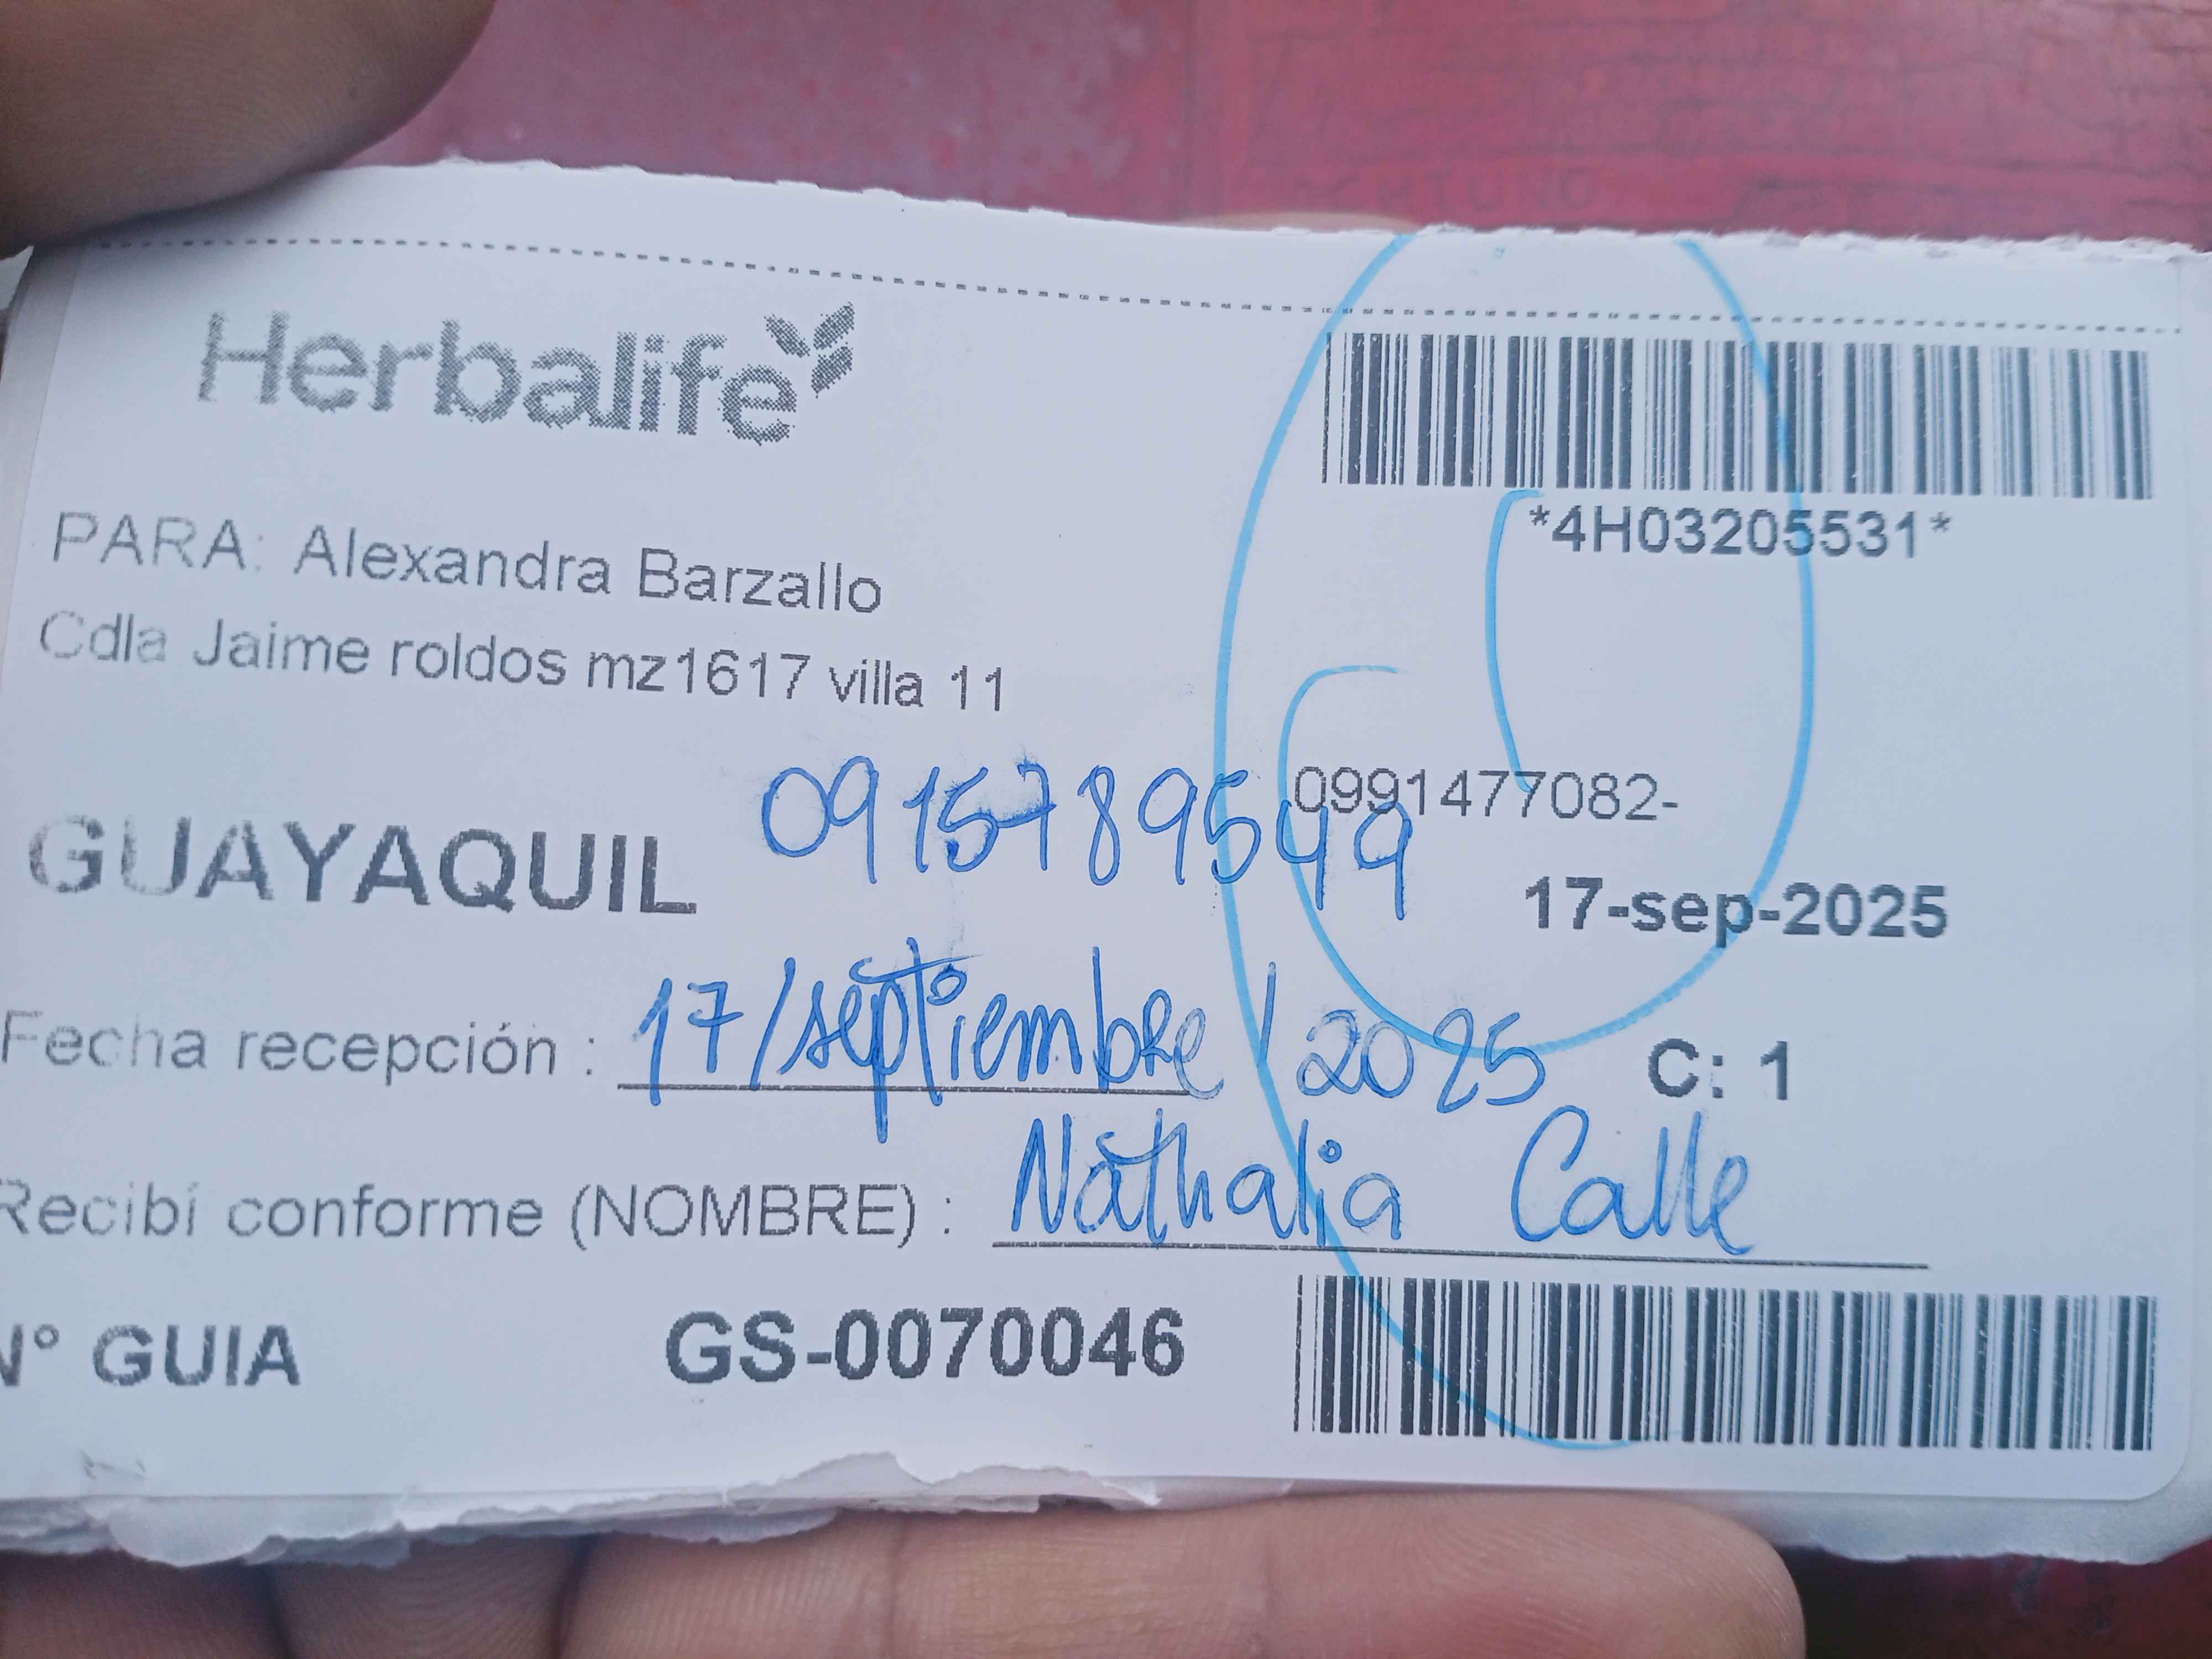 Herbalife
*4H03205531*
PARA: Alexandra Barzallo
Cdla Jaime roldos mz1617 villa 11
0991477082-
GUAYAQUIL
0915789549
17-sep-2025
Fecha recepción : 17/septiembre/2025
C: 1
Recibí conforme (NOMBRE) : Nathalia Calle
N° GUIA GS-0070046